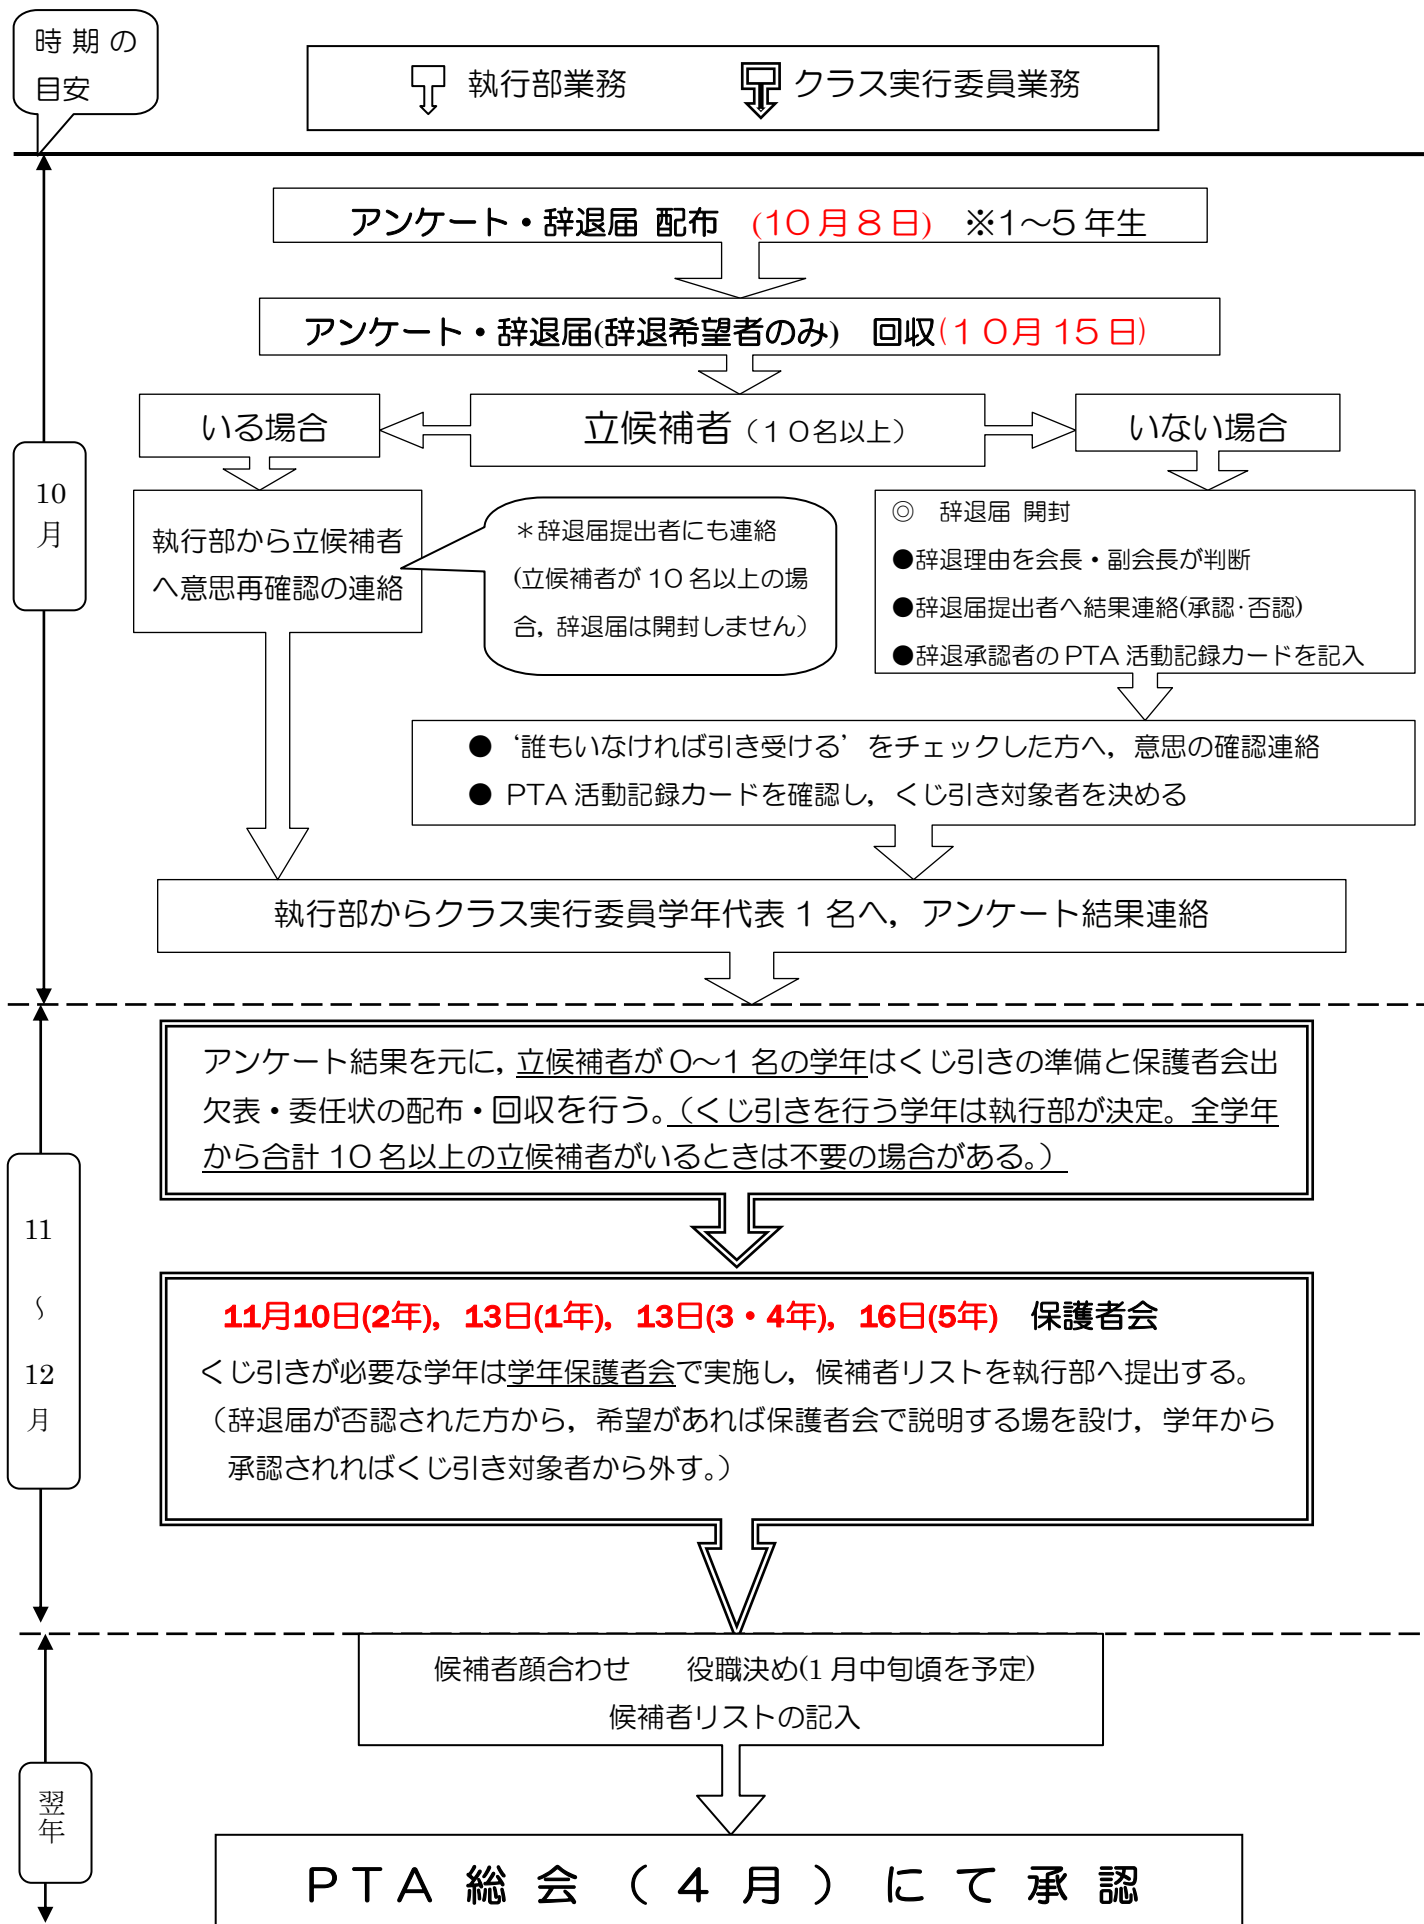 時期の
目安
執行部業務
クラス実行委員業務
アンケート・辞退届 配布 (10月8日) ※1～5年生
アンケート・辞退届(辞退希望者のみ) 回収(10月15日)
いる場合
立候補者（10名以上）
いない場合
10
月
執行部から立候補者
へ意思再確認の連絡
＊辞退届提出者にも連絡
(立候補者が10名以上の場
合，辞退届は開封しません）
◎ 辞退届 開封
●辞退理由を会長・副会長が判断
●辞退届提出者へ結果連絡(承認･否認)
●辞退承認者のPTA活動記録カードを記入
● ‘誰もいなければ引き受ける’をチェックした方へ，意思の確認連絡
● PTA活動記録カードを確認し，くじ引き対象者を決める
執行部からクラス実行委員学年代表1名へ，アンケート結果連絡
11
～
12
月
アンケート結果を元に，立候補者が0～1名の学年はくじ引きの準備と保護者会出
欠表・委任状の配布・回収を行う。（くじ引きを行う学年は執行部が決定。全学年
から合計10名以上の立候補者がいるときは不要の場合がある。）
11月10日(2年)，13日(1年)，13日(3・4年)，16日(5年) 保護者会
くじ引きが必要な学年は学年保護者会で実施し，候補者リストを執行部へ提出する。
（辞退届が否認された方から，希望があれば保護者会で説明する場を設け，学年から
承認されればくじ引き対象者から外す。）
翌
年
候補者顔合わせ 役職決め(1月中旬頃を予定)
候補者リストの記入
PTA総会（4月）にて承認